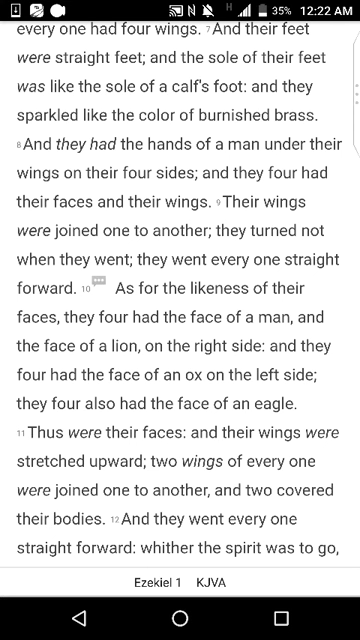 35% 12:22 AM
every one had four wings. 7 And their feet
were straight feet; and the sole of their feet
was like the sole of a calf's foot: and they
sparkled like the color of burnished brass.
8 And they had the hands of a man under their
wings on their four sides; and they four had
their faces and their wings. 9 Their wings
were joined one to another; they turned not
when they went; they went every one straight
forward. 10 As for the likeness of their
faces, they four had the face of a man, and
the face of a lion, on the right side: and they
four had the face of an ox on the left side;
they four also had the face of an eagle.
11 Thus were their faces: and their wings were
stretched upward; two wings of every one
were joined one to another, and two covered
their bodies. 12 And they went every one
straight forward: whither the spirit was to go,
Ezekiel 1 KJVA